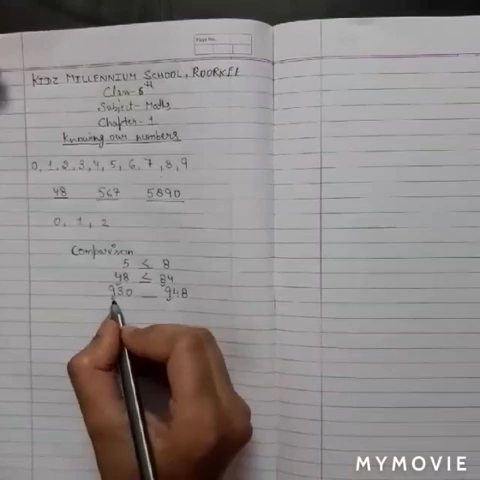 Page No.
KIDZ MILLENNIUM SCHOOL, ROORKEE
Class - 6th
Subject - Maths
Chapter - 1
Knowing our numbers
0, 1, 2, 3, 4, 5, 6, 7, 8, 9
48 567 5890
0, 1, 2
Comparison
5 < 8
48 < 84
930 __ 948
MYMOVIE